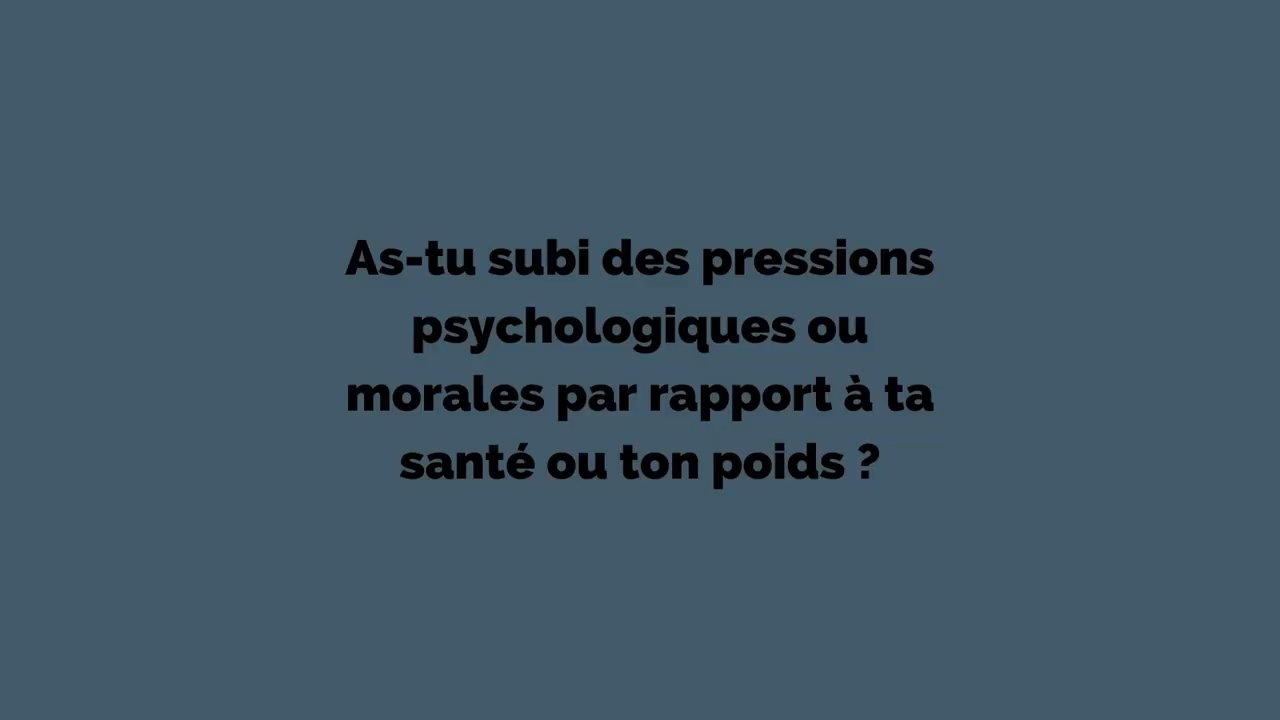 As-tu subi des pressions
psychologiques ou
morales par rapport à ta
santé ou ton poids ?